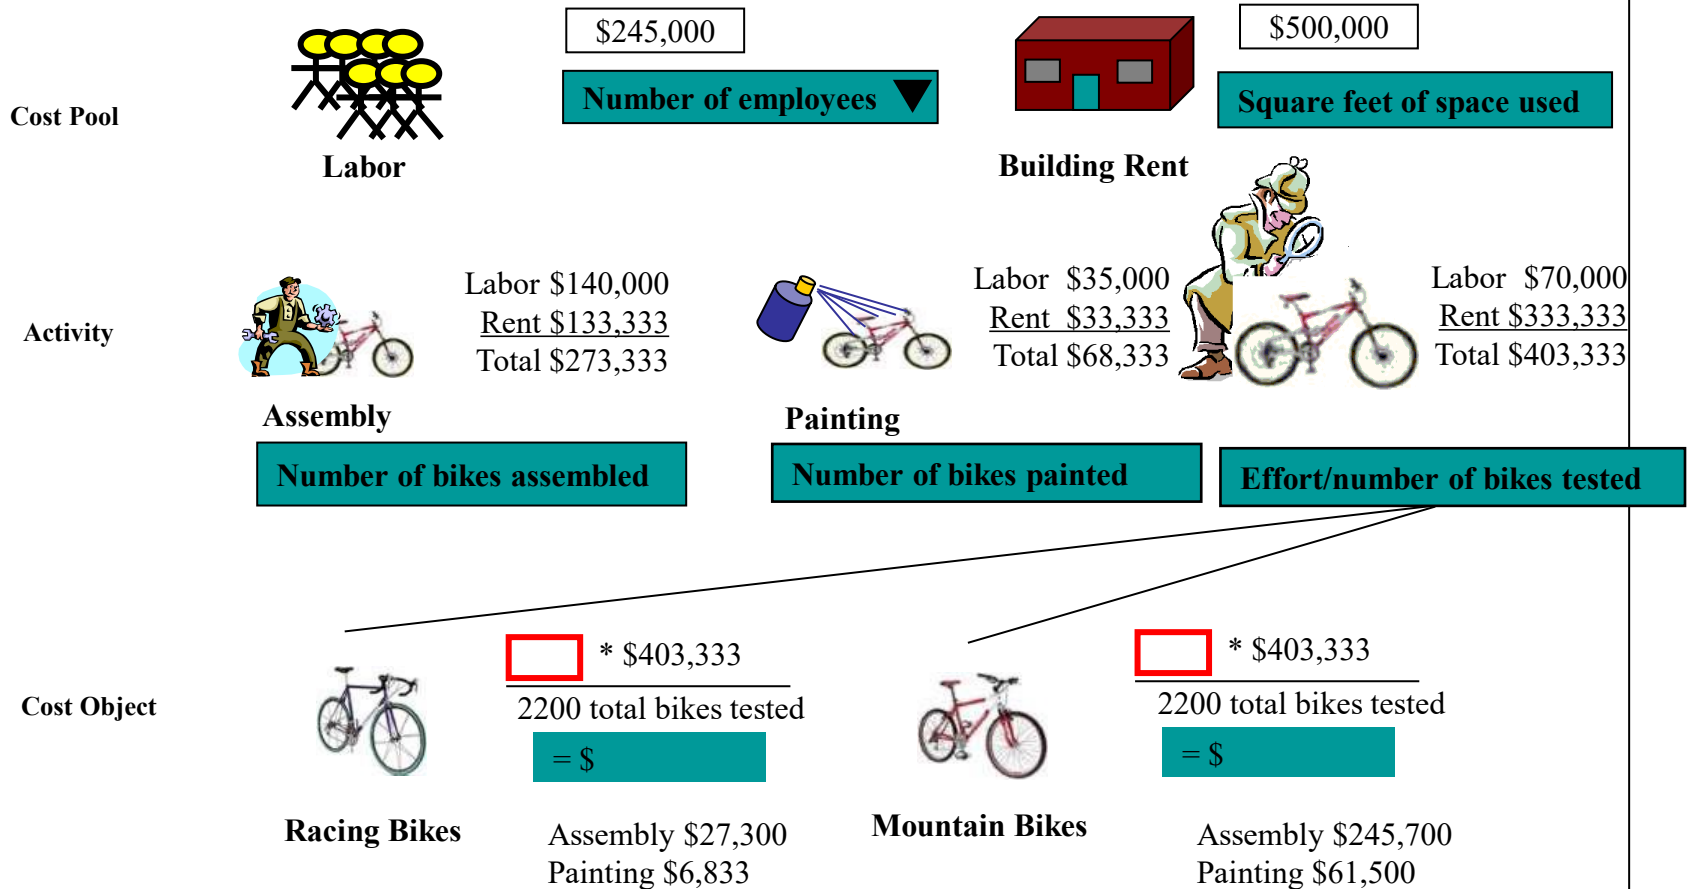 $245,000
$500,000
Number of employees
Square feet of space used
Cost Pool
Labor
Building Rent
Labor $140,000
Rent $133,333
Total $273,333
Labor $35,000
Rent $33,333
Total $68,333
Labor $70,000
Rent $333,333
Total $403,333
Activity
Assembly
Painting
Number of bikes assembled
Number of bikes painted
Effort/number of bikes tested
* $403,333
2200 total bikes tested
= $
* $403,333
2200 total bikes tested
= $
Cost Object
Racing Bikes
Assembly $27,300
Painting $6,833
Mountain Bikes
Assembly $245,700
Painting $61,500